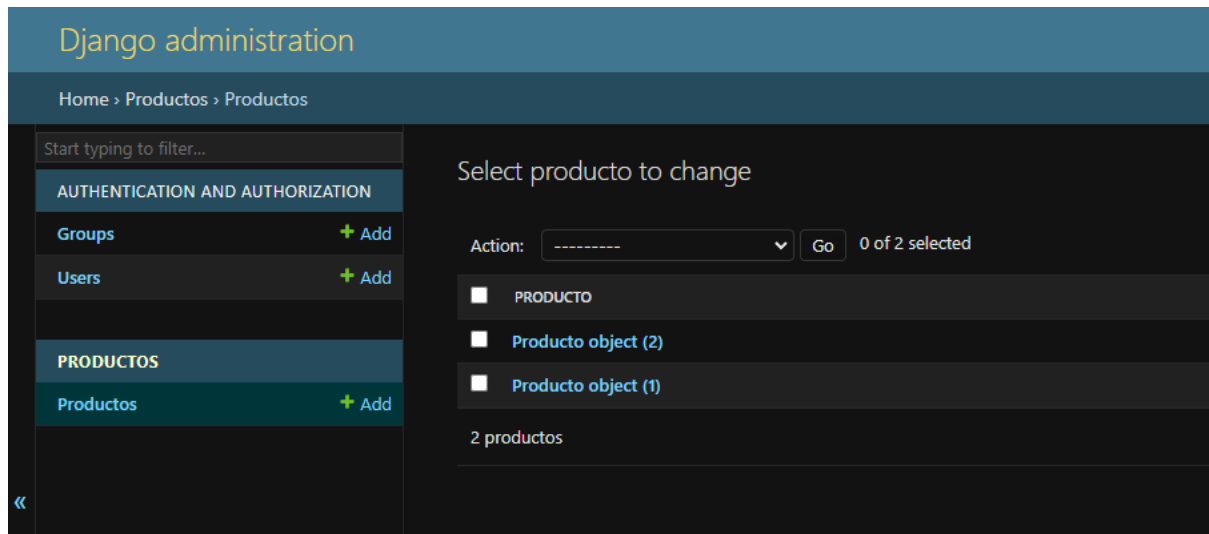 Django administration
Home › Productos › Productos
Start typing to filter...
AUTHENTICATION AND AUTHORIZATION
Groups + Add
Users + Add
PRODUCTOS
Productos + Add
«
Select producto to change
Action: --------- Go 0 of 2 selected
PRODUCTO
Producto object (2)
Producto object (1)
2 productos